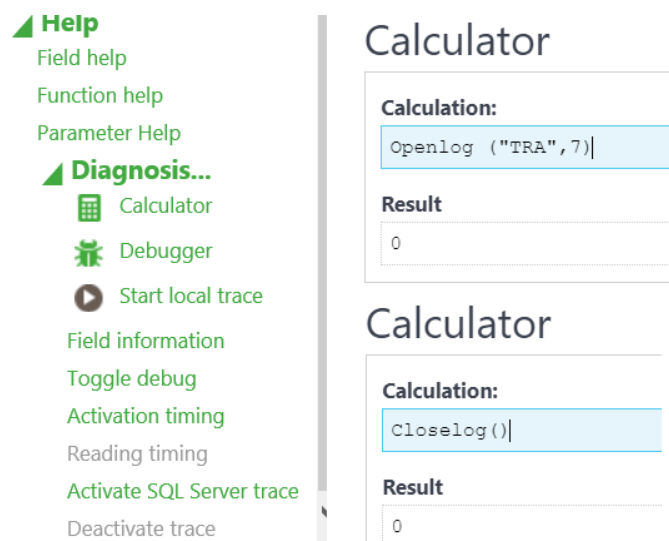 Help
Field help
Function help
Parameter Help
Diagnosis...
Calculator
Debugger
Start local trace
Field information
Toggle debug
Activation timing
Reading timing
Activate SQL Server trace
Deactivate trace
Calculator
Calculation:
Openlog ("TRA",7)
Result
0
Calculator
Calculation:
Closelog()
Result
0